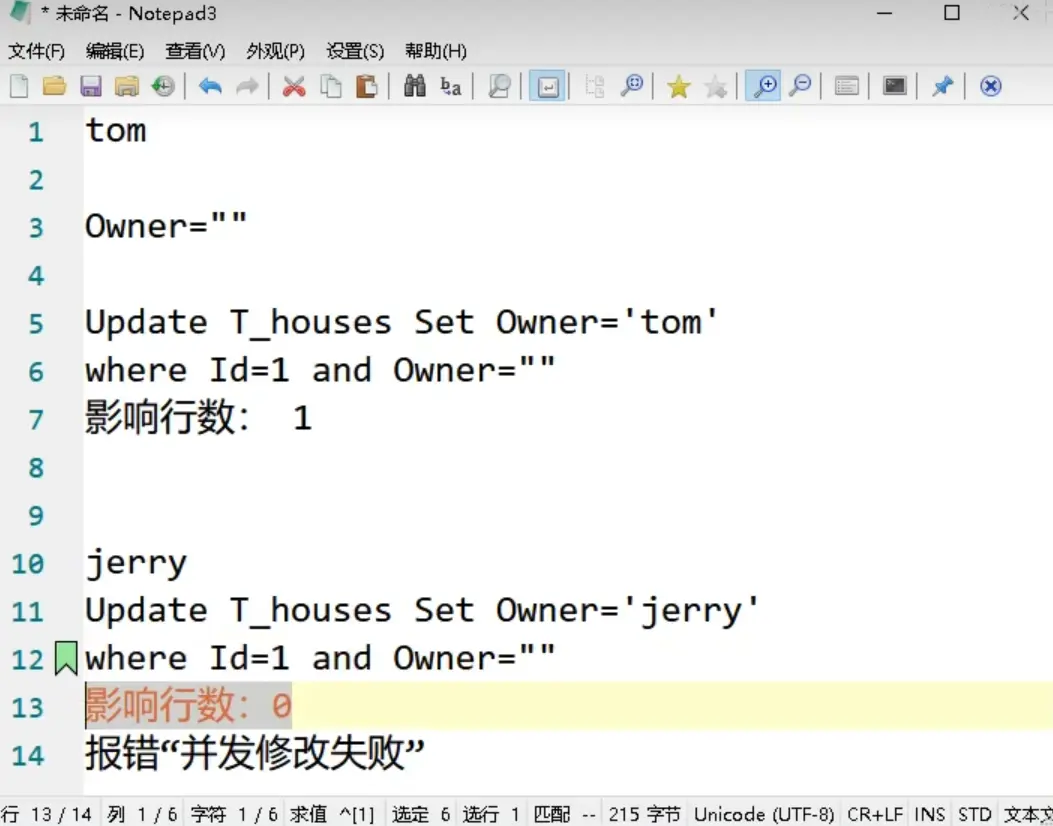 * 未命名 - Notepad3
文件(F) 编辑(E) 查看(V) 外观(P) 设置(S) 帮助(H)
1 tom
2
3 Owner=""
4
5 Update T_houses Set Owner='tom'
6 where Id=1 and Owner=""
7 影响行数： 1
8
9
10 jerry
11 Update T_houses Set Owner='jerry'
12 where Id=1 and Owner=""
13 影响行数：0
14 报错“并发修改失败”
行 13 / 14 列 1 / 6 字符 1 / 6 求值 ^[1] 选定 6 选行 1 匹配 -- 215 字节 Unicode (UTF-8) CR+LF INS STD 文本文